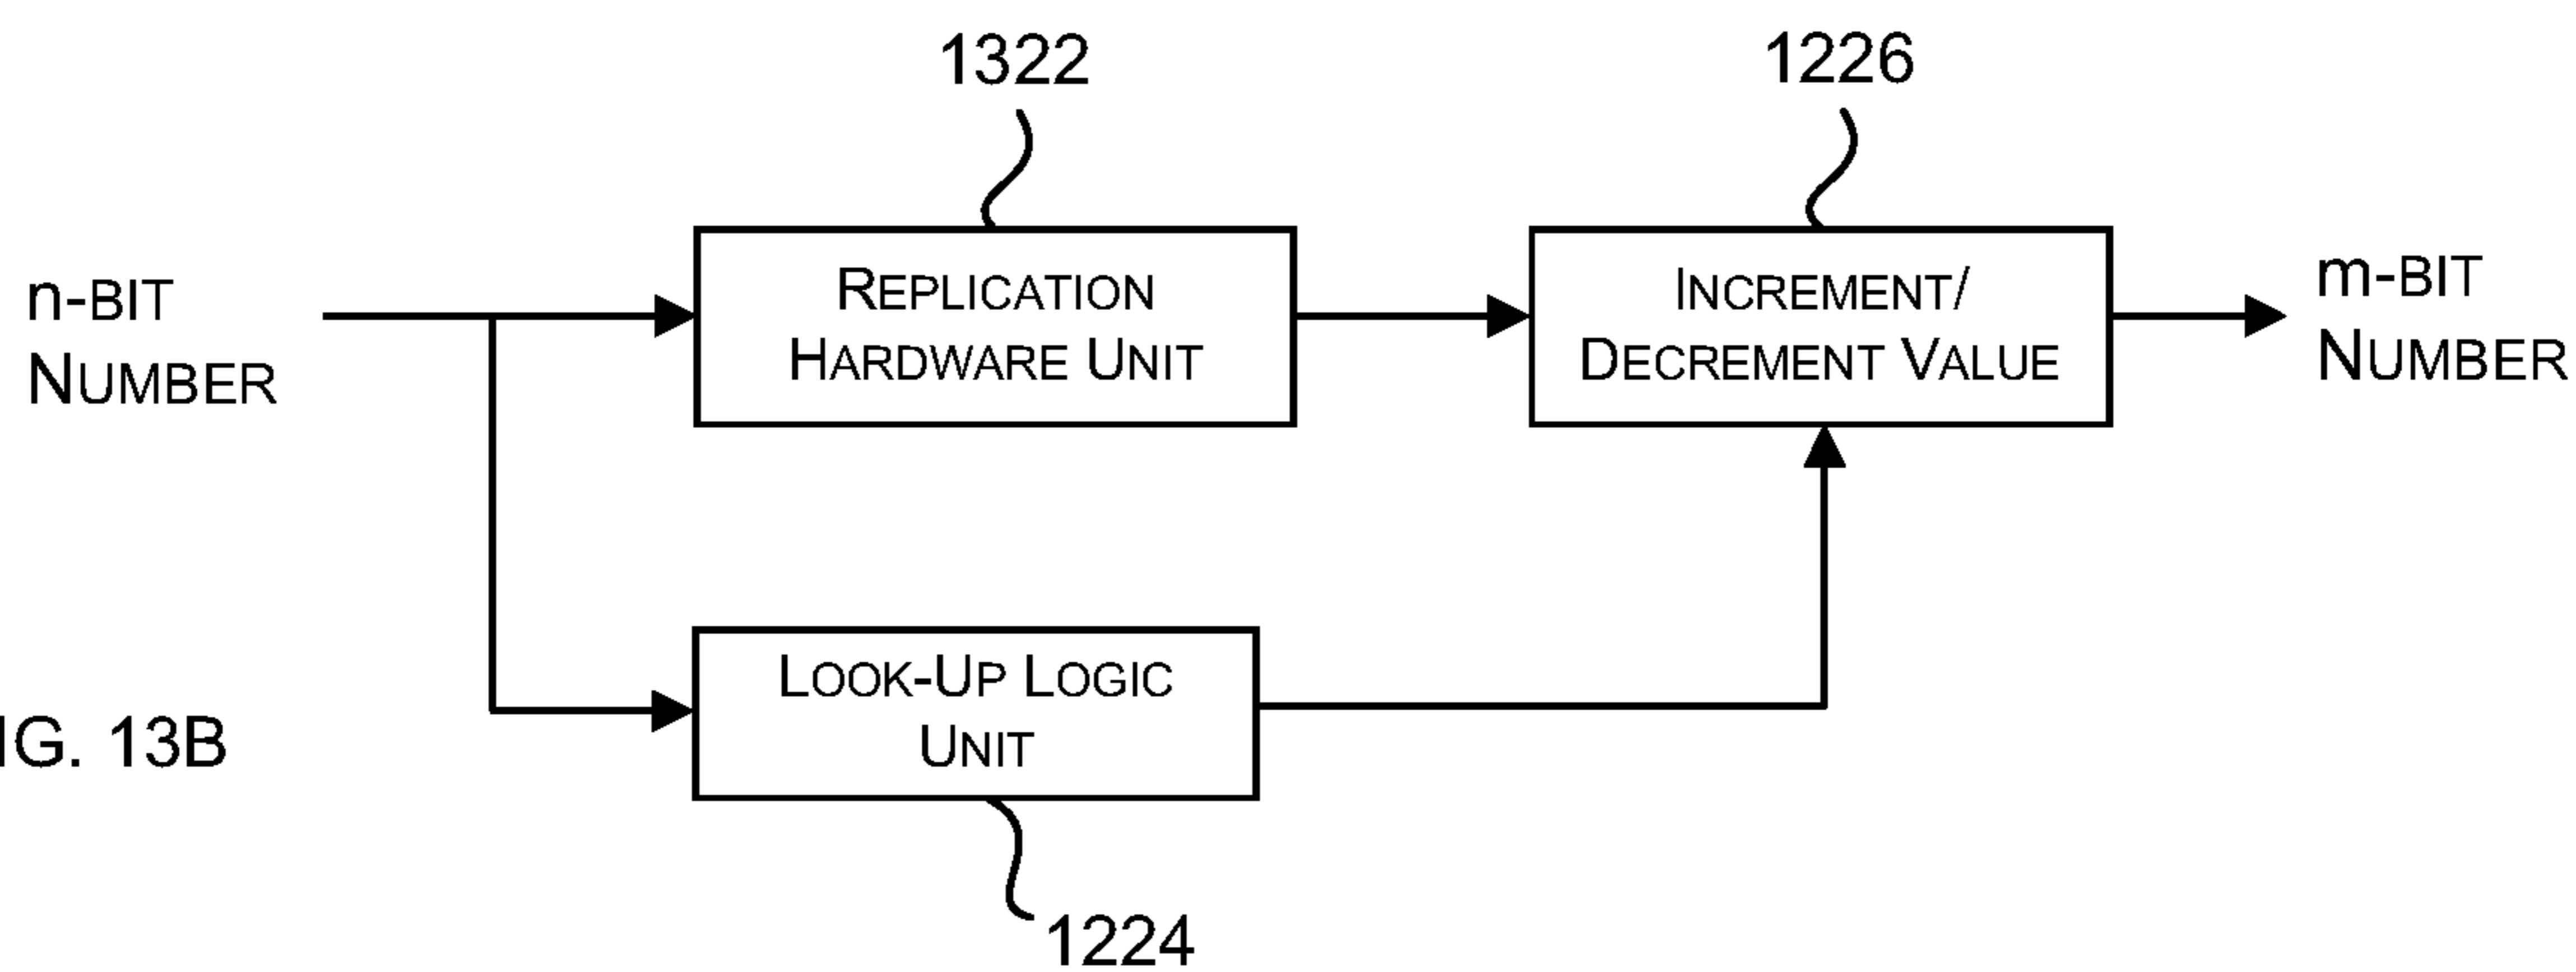 1322
1226
n-BIT
NUMBER
REPLICATION
HARDWARE UNIT
INCREMENT/
DECREMENT VALUE
m-BIT
NUMBER
LOOK-UP LOGIC
UNIT
IG. 13B
1224